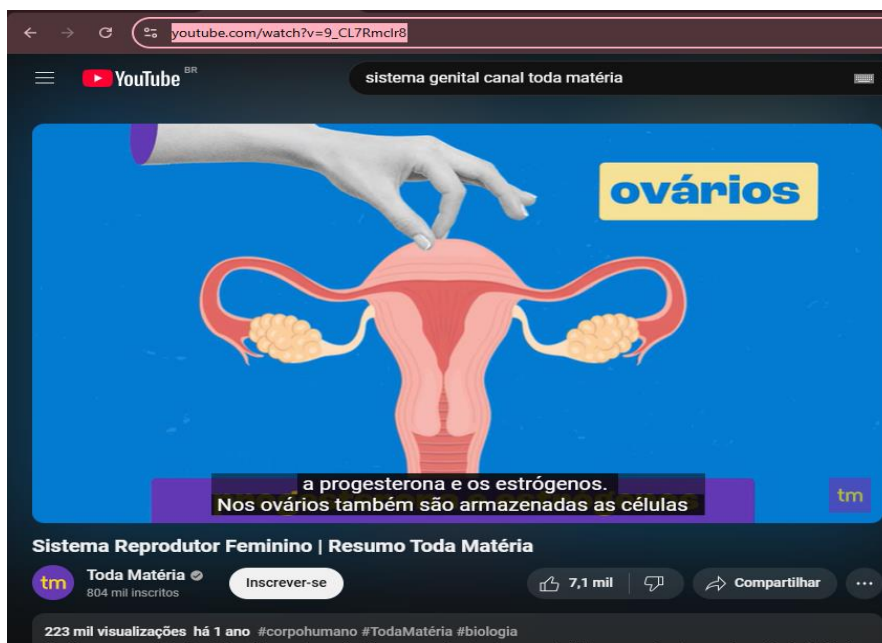 youtube.com/watch?v=9_CL7Rmclr8
YouTube BR
sistema genital canal toda matéria
ovários
a progesterona e os estrógenos.
Nos ovários também são armazenadas as células
tm
Sistema Reprodutor Feminino | Resumo Toda Matéria
tm
Toda Matéria
804 mil inscritos
Inscrever-se
7,1 mil
Compartilhar
223 mil visualizações há 1 ano #corpohumano #TodaMatéria #biologia